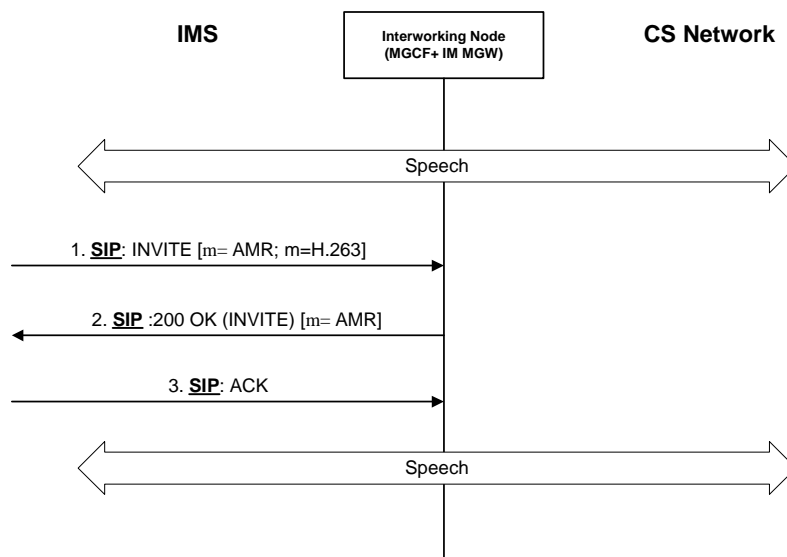 IMS
Interworking Node
(MGCF+ IM MGW)
CS Network
Speech
1. SIP: INVITE [m= AMR; m=H.263]
2. SIP :200 OK (INVITE) [m= AMR]
3. SIP: ACK
Speech